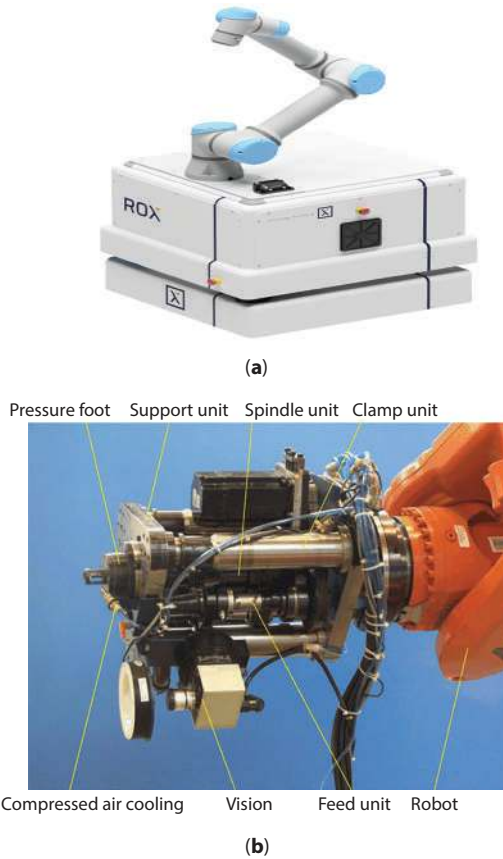 ROX
X
X
(a)
Pressure foot Support unit Spindle unit Clamp unit
Compressed air cooling Vision Feed unit Robot
(b)